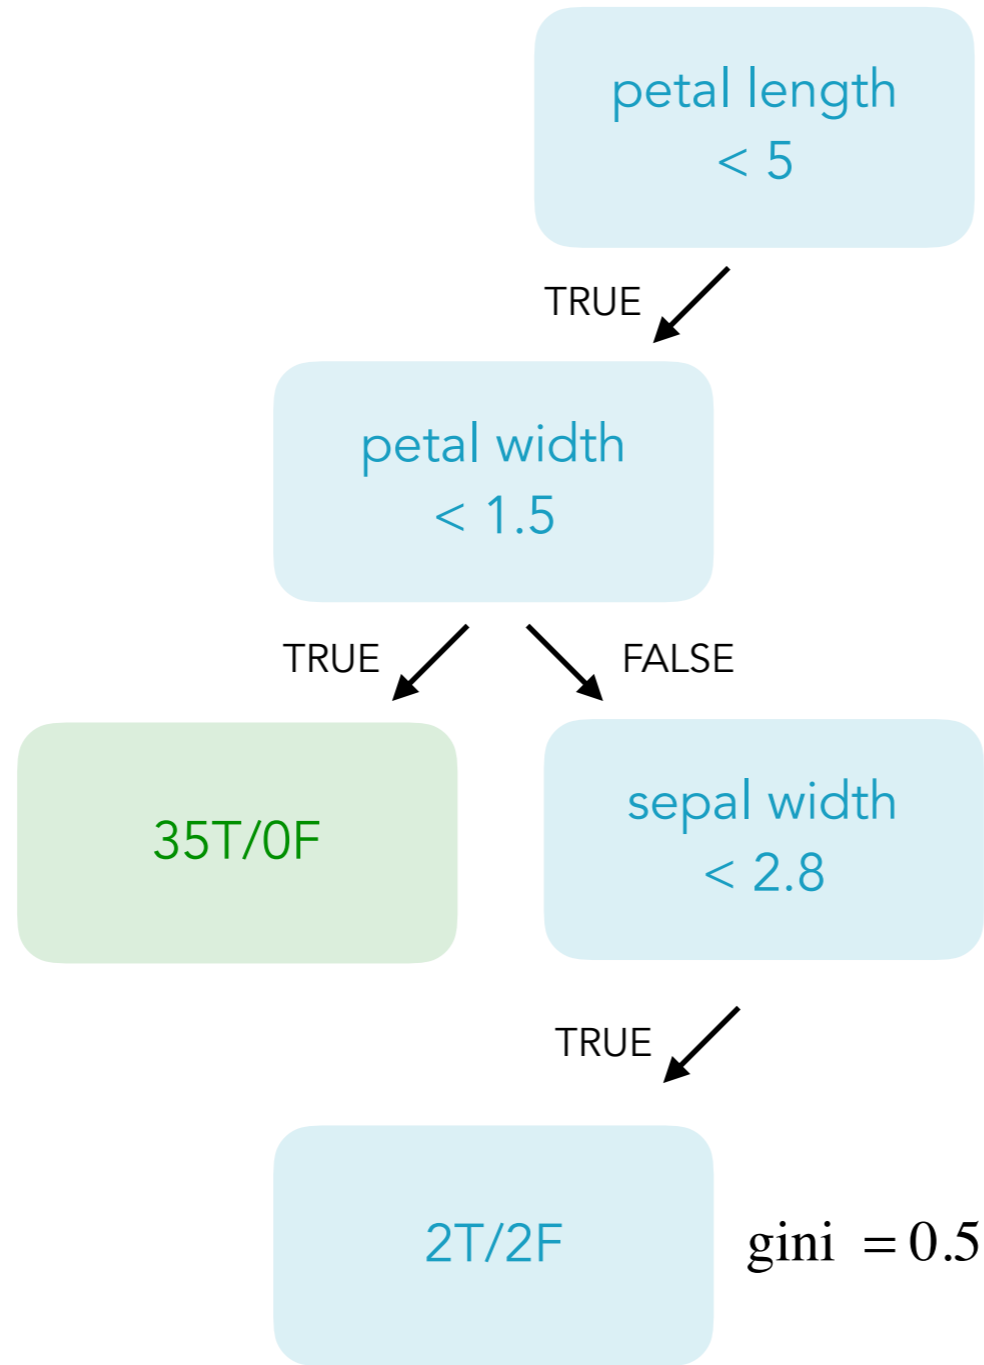 petal length
< 5
TRUE
petal width
< 1.5
TRUE
FALSE
35T/0F
sepal width
< 2.8
TRUE
2T/2F
gini = 0.5